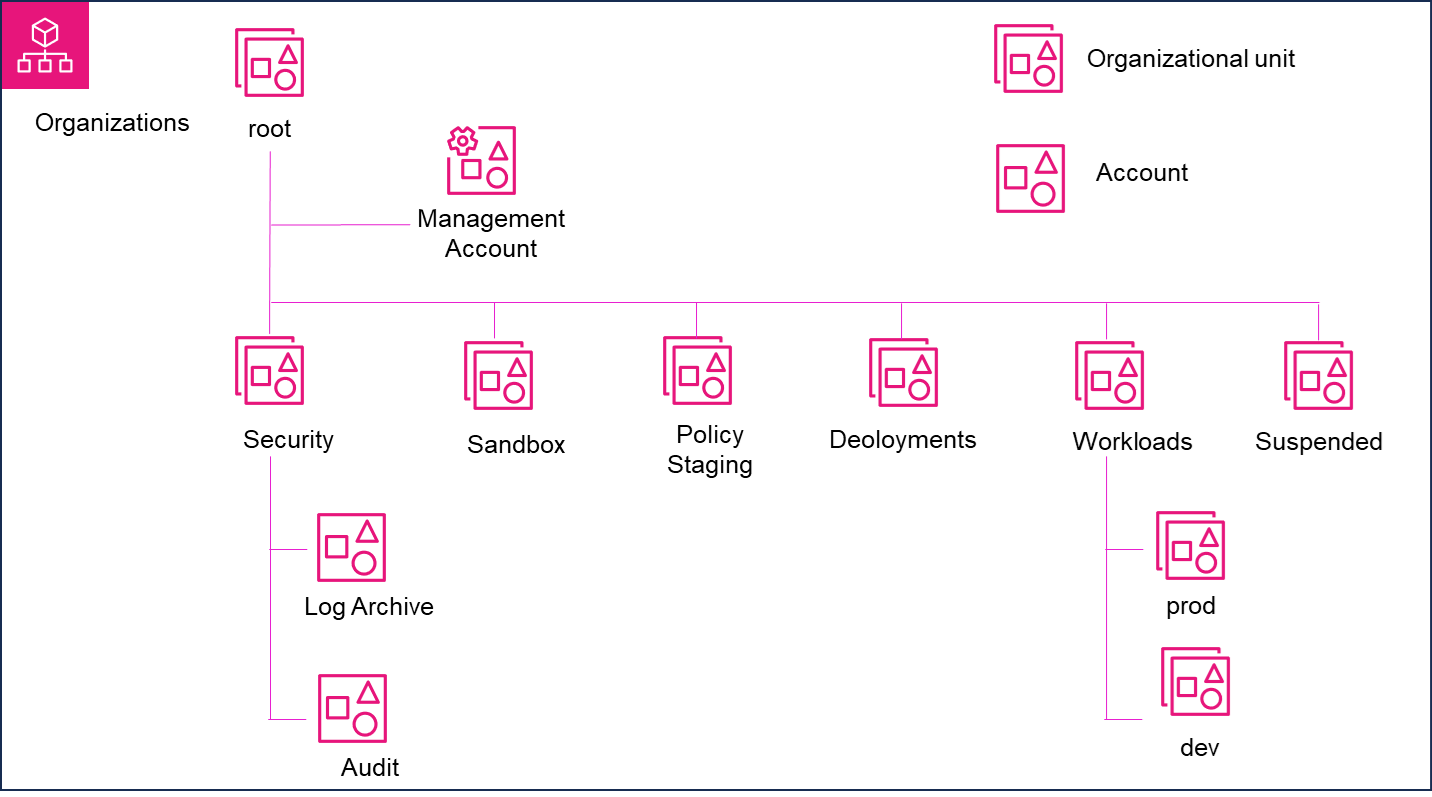 Organizations
root
Organizational unit
Account
Management
Account
Security
Sandbox
Policy
Staging
Deoloyments
Workloads
Suspended
Log Archive
Audit
prod
dev